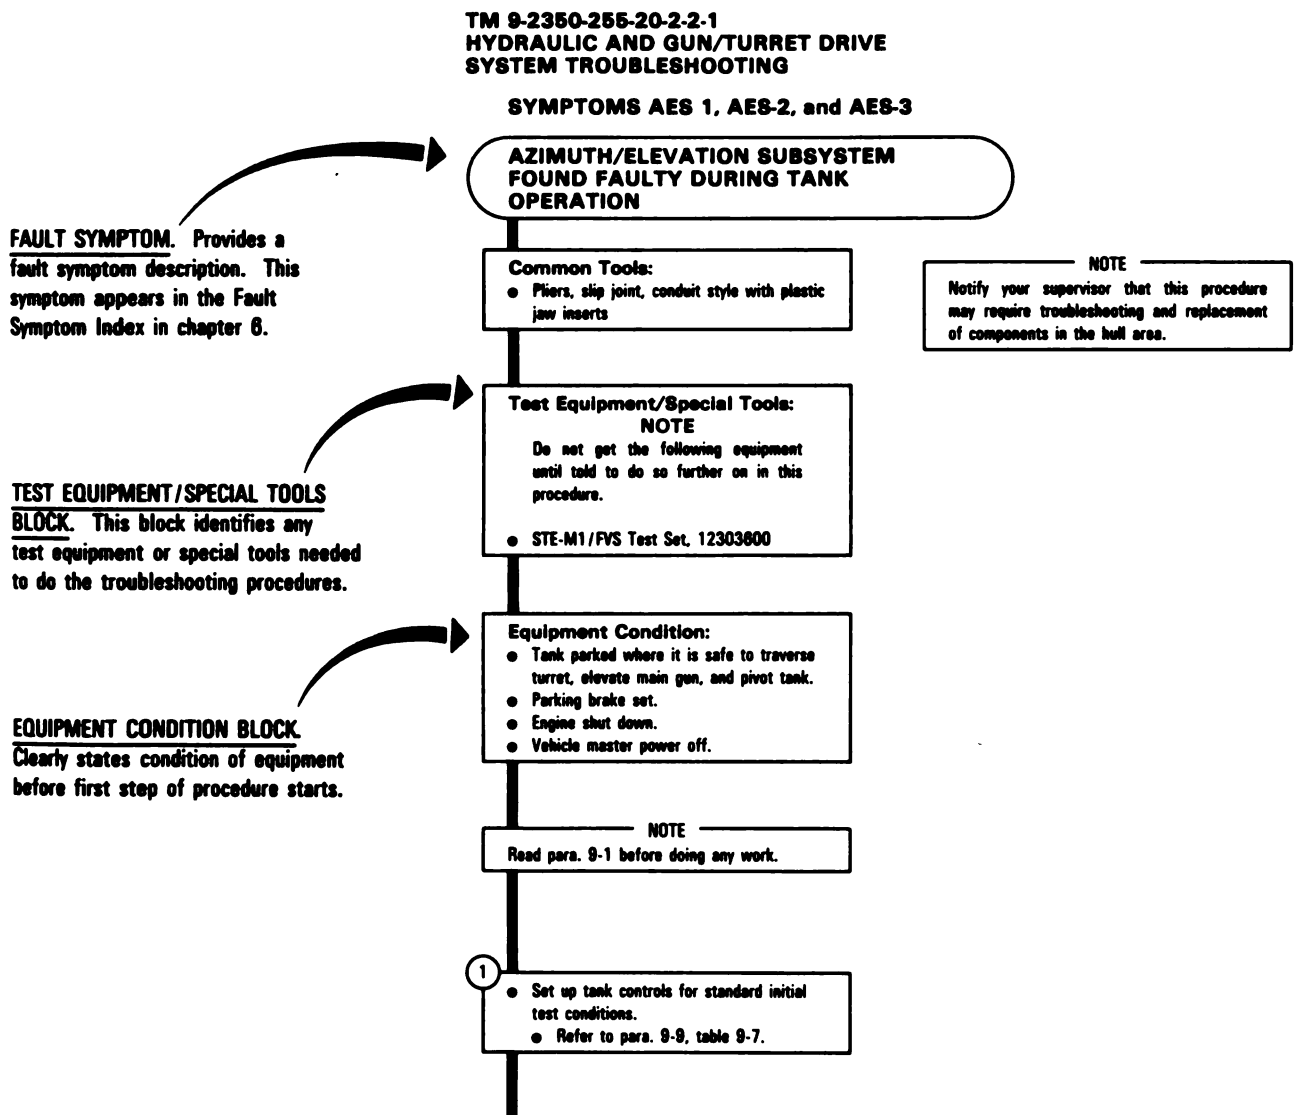 TM 9-2350-255-20-2-2-1
HYDRAULIC AND GUN/TURRET DRIVE
SYSTEM TROUBLESHOOTING
SYMPTOMS AES 1, AES-2, and AES-3
AZIMUTH/ELEVATION SUBSYSTEM
FOUND FAULTY DURING TANK
OPERATION
FAULT SYMPTOM. Provides a
fault symptom description. This
symptom appears in the Fault
Symptom Index in chapter 6.
Common Tools:
● Pliers, slip joint, conduit style with plastic
jaw inserts
NOTE
Notify your supervisor that this procedure
may require troubleshooting and replacement
of components in the hull area.
TEST EQUIPMENT/SPECIAL TOOLS
BLOCK. This block identifies any
test equipment or special tools needed
to do the troubleshooting procedures.
Test Equipment/Special Tools:
NOTE
Do not get the following equipment
until told to do so further on in this
procedure.
● STE-M1/FVS Test Set, 12303600
EQUIPMENT CONDITION BLOCK.
Clearly states condition of equipment
before first step of procedure starts.
Equipment Condition:
● Tank parked where it is safe to traverse
turret, elevate main gun, and pivot tank.
● Parking brake set.
● Engine shut down.
● Vehicle master power off.
NOTE
Read para. 9-1 before doing any work.
1
● Set up tank controls for standard initial
test conditions.
● Refer to para. 9-9, table 9-7.